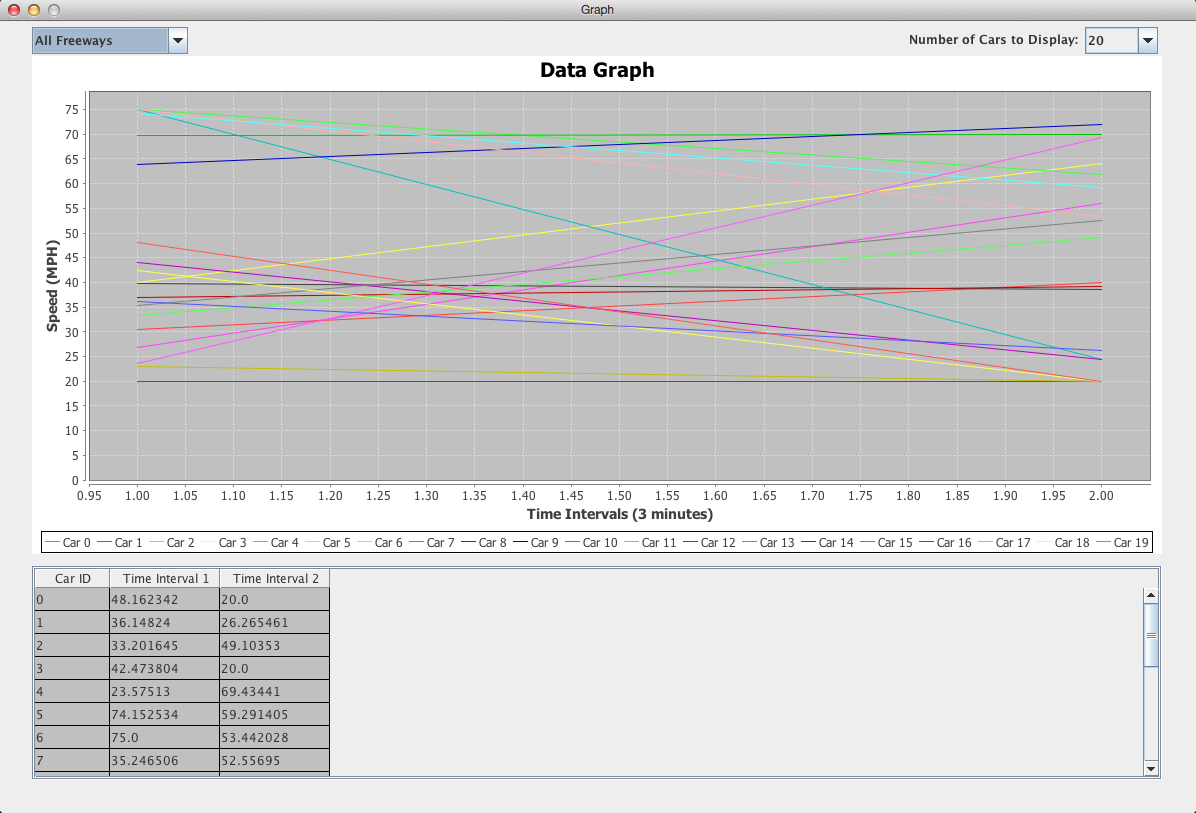 Graph
All Freeways
Number of Cars to Display: 20
Data Graph
75
70
65
60
55
50
45
40
35
30
25
20
15
10
5
0
Speed (MPH)
0.95 1.00 1.05 1.10 1.15 1.20 1.25 1.30 1.35 1.40 1.45 1.50 1.55 1.60 1.65 1.70 1.75 1.80 1.85 1.90 1.95 2.00
Time Intervals (3 minutes)
Car 0 Car 1 Car 2 Car 3 Car 4 Car 5 Car 6 Car 7 Car 8 Car 9 Car 10 Car 11 Car 12 Car 13 Car 14 Car 15 Car 16 Car 17 Car 18 Car 19
Car ID Time Interval 1 Time Interval 2
0 48.162342 20.0
1 36.14824 26.265461
2 33.201645 49.10353
3 42.473804 20.0
4 23.57513 69.43441
5 74.152534 59.291405
6 75.0 53.442028
7 35.246506 52.55695